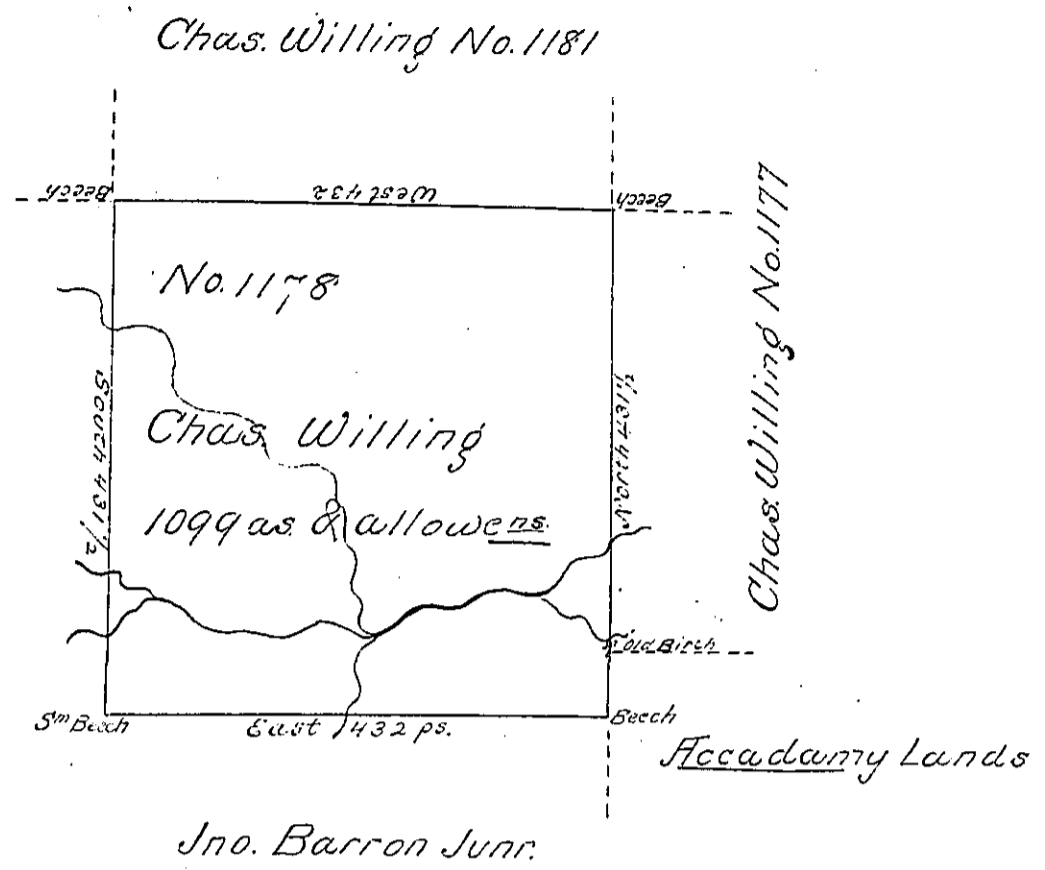 Chas. Willing No. 1181
Beech
West 432
Beech
No. 1178
Chas. Willing No. 1177
South 431 1/2
North 431 1/2
Chas. Willing
1099 as. & allowens.
old Birch
Sm Beech
East 432 ps.
Beech
Accadamy Lands
Jno. Barron Junr.